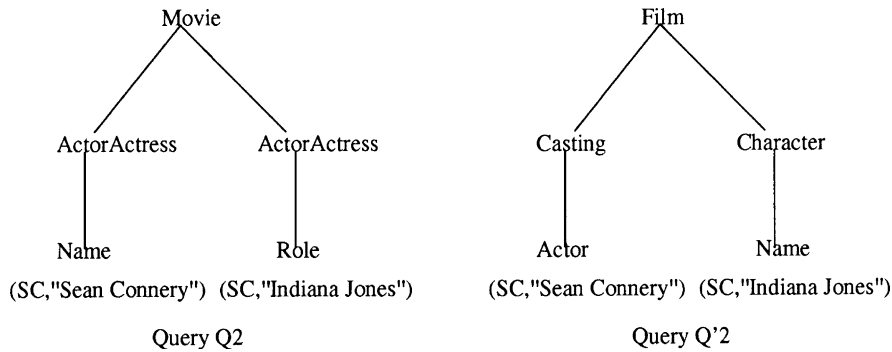 Movie
Film
ActorActress ActorActress
Casting Character
Name Role
Actor Name
(SC,"Sean Connery") (SC,"Indiana Jones")
(SC,"Sean Connery") (SC,"Indiana Jones")
Query Q2
Query Q'2